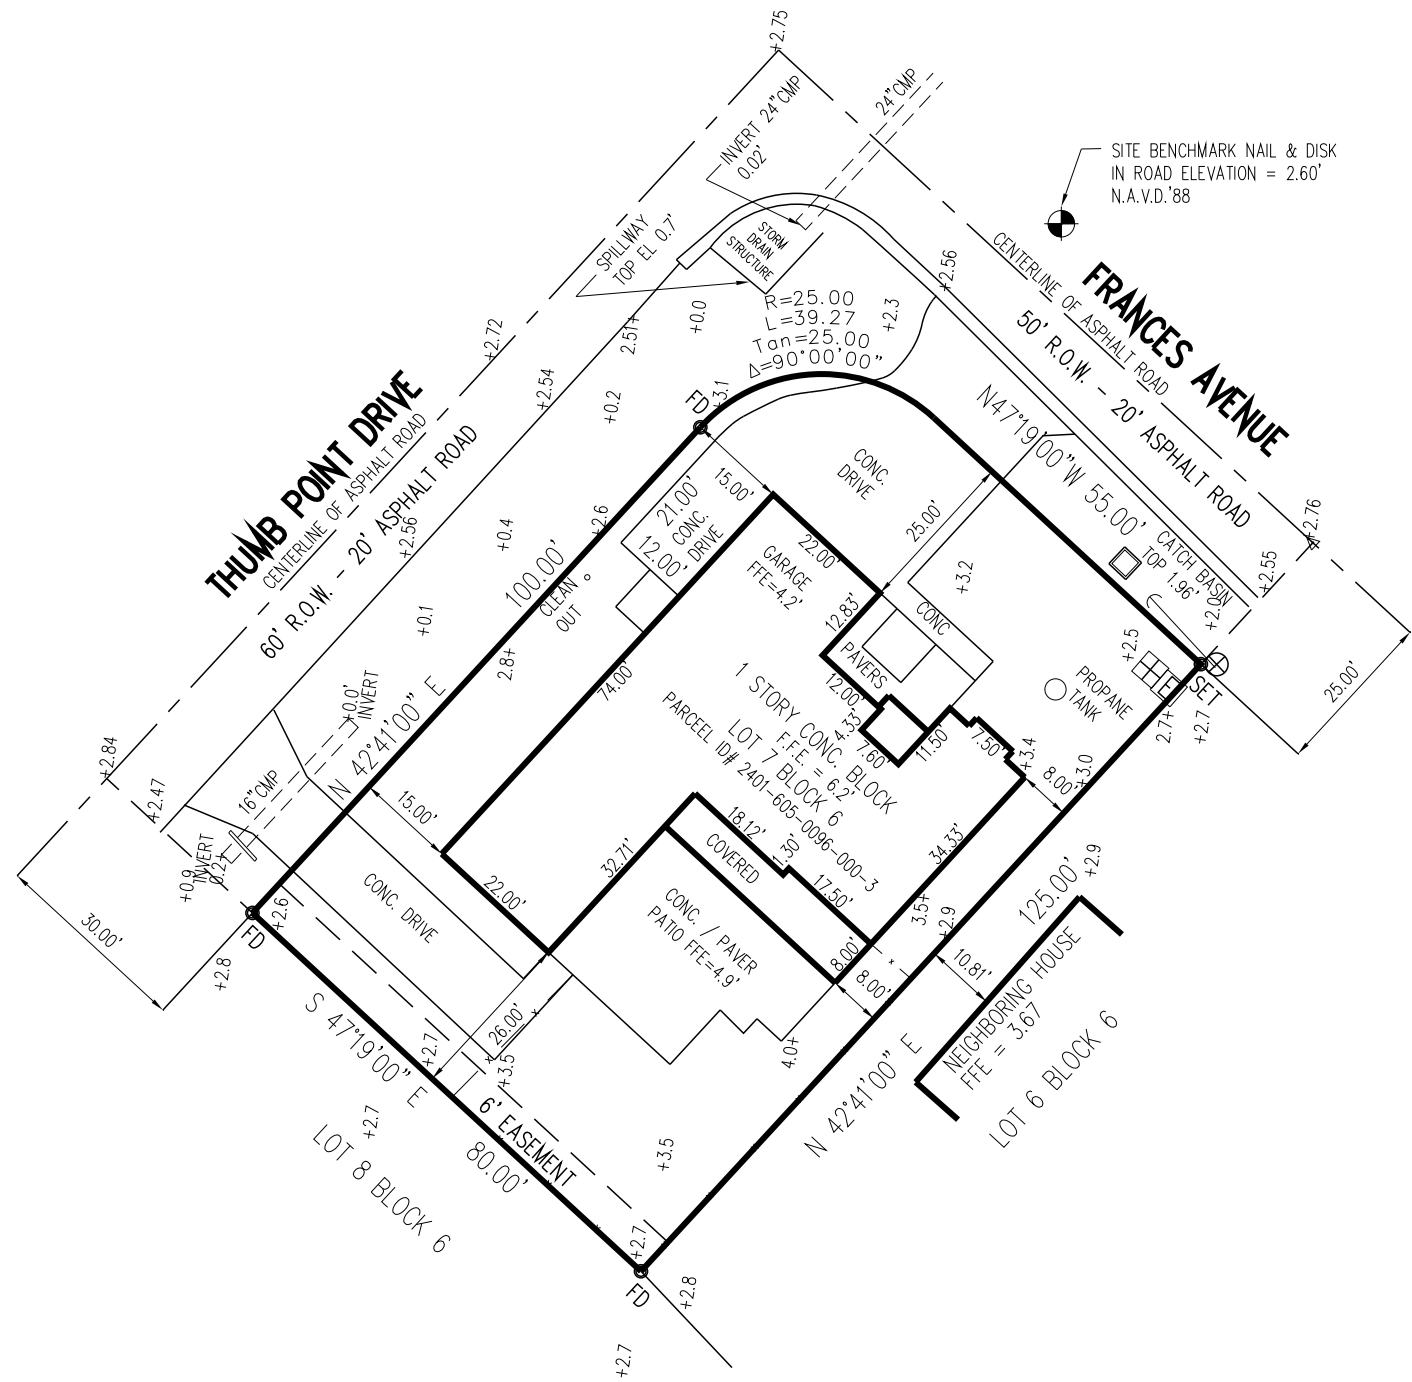 +2.75
24"CMP
INVERT 24"CMP
0.02'
SITE BENCHMARK NAIL & DISK
IN ROAD ELEVATION = 2.60'
N.A.V.D.'88
SPILLWAY
TOP EL 0.7'
STORM
DRAIN
STRUCTURE
FRANCES AVENUE
CENTERLINE OF ASPHALT ROAD
50' R.O.W. - 20' ASPHALT ROAD
+2.56
+2.3
+0.0
2.51+
+2.72
+2.54
+0.2
R=25.00
L=39.27
Tan=25.00
Δ=90°00'00"
THUMB POINT DRIVE
CENTERLINE OF ASPHALT ROAD
60' R.O.W. - 20' ASPHALT ROAD
+2.56
+0.4
+0.1
FD
+3.1
N47°19'00"W 55.00'
CONC.
DRIVE
15.00'
25.00'
21.00'
CONC.
DRIVE
12.00'
+2.6
22.00'
GARAGE
FFE=4.2'
12.83'
+3.2
CONC
PAVERS
12.00'
CATCH BASIN
TOP 1.96'
+2.76
+2.55
+2.0
+2.5
SET
E
2.7+
+2.7
25.00'
PROPANE
TANK
100.00'
N 42°41'00" E
CLEAN
OUT
2.8+
74.00'
1 STORY CONC. BLOCK
F.F.E. = 6.2'
LOT 7 BLOCK 6
PARCEL ID# 2401-605-0096-000-3
4.33'
7.60'
11.50'
7.50'
+3.4
8.00'
+3.0
+0.0'
INVERT
16"CMP
INVERT
0.2'
+0.9
+2.84
+2.47
30.00'
FD
+2.6
+2.8
15.00'
22.00'
CONC. DRIVE
32.71'
18.12'
1.30'
17.50'
COVERED
34.33'
3.5+
+2.9
CONC. / PAVER
PATIO FFE=4.9'
8.00'
8.00'
125.00'
+2.9
10.81'
NEIGHBORING HOUSE
FFE = 3.67
LOT 6 BLOCK 6
N 42°41'00" E
4.0+
26.00'
+3.5
+2.7
S 47°19'00" E
80.00'
6' EASEMENT
+2.7
LOT 8 BLOCK 6
+3.5
+2.7
FD
+2.8
+2.7